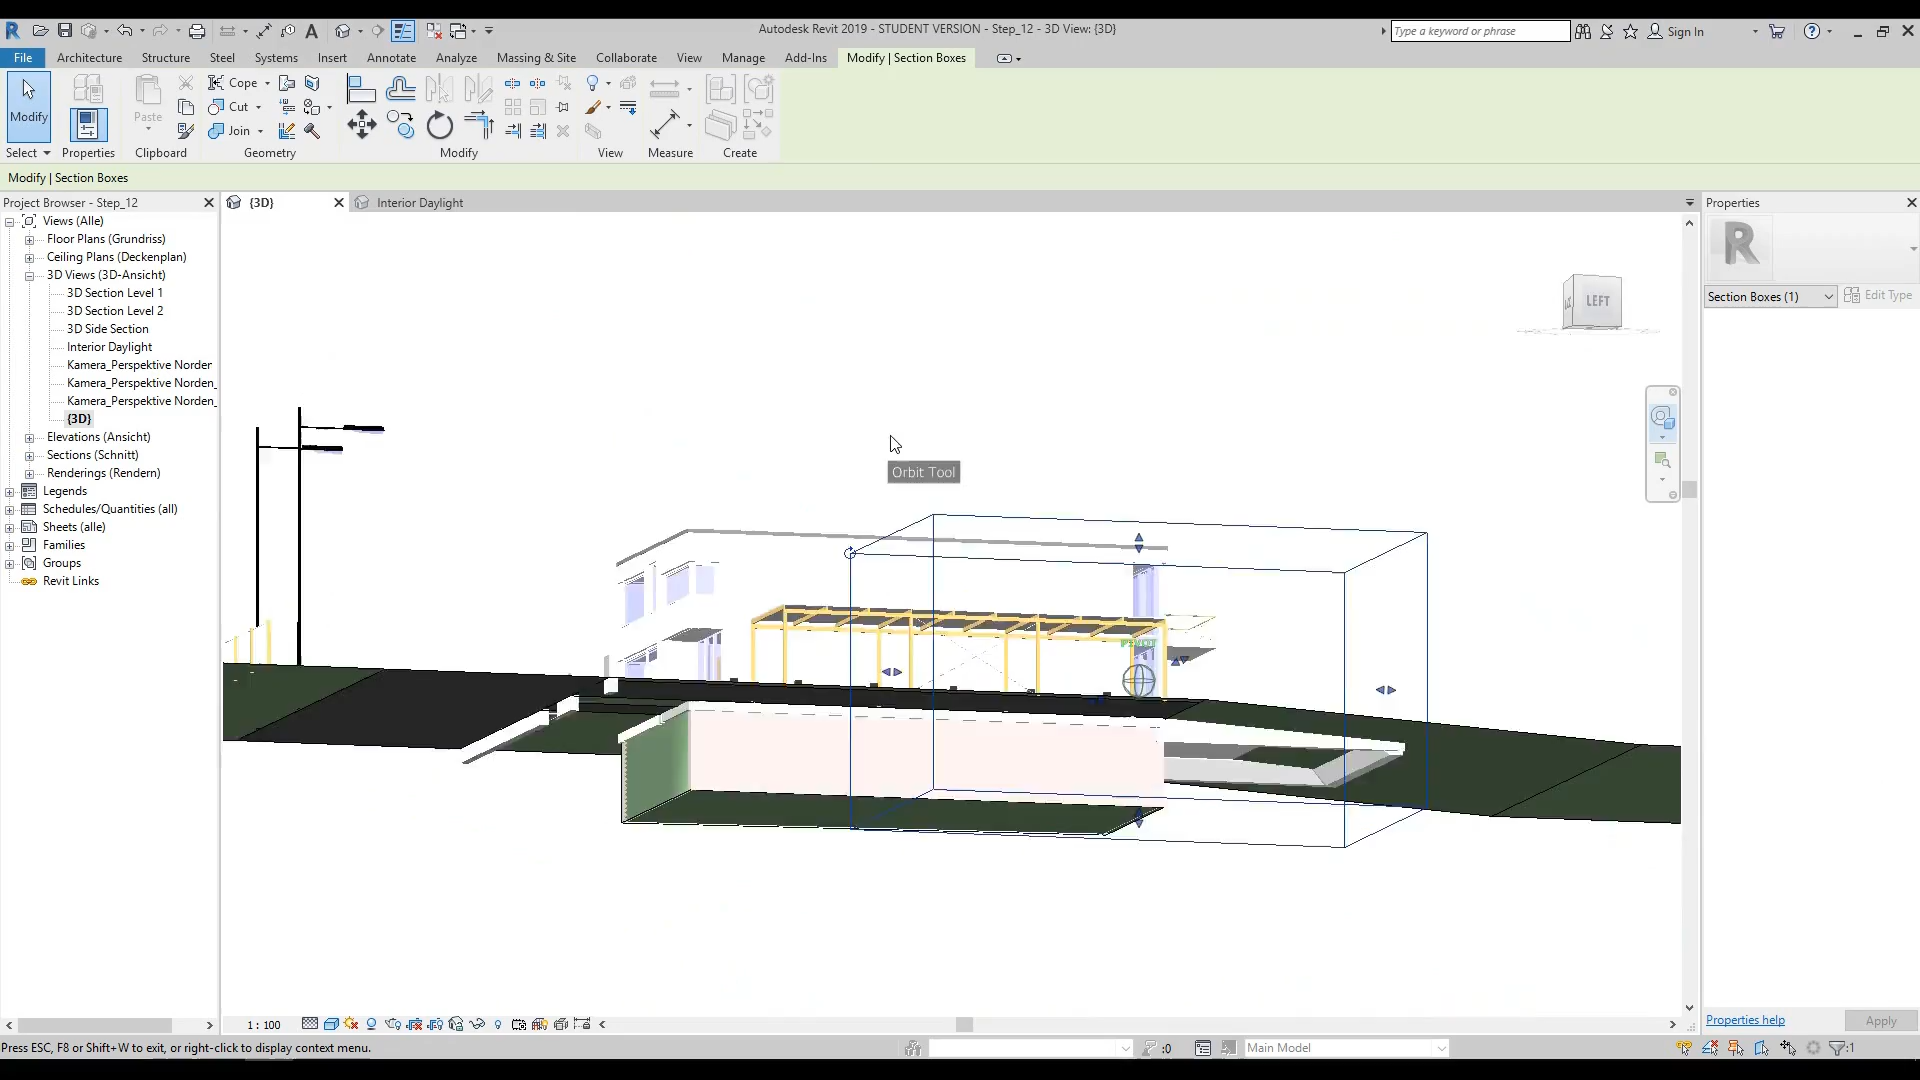 Autodesk Revit 2019 - STUDENT VERSION - Step_12 - 3D View: {3D}
Type a keyword or phrase
Sign In
File
Architecture
Structure
Steel
Systems
Insert
Annotate
Analyze
Massing & Site
Collaborate
View
Manage
Add-Ins
Modify | Section Boxes
Modify
Paste
Cope
Cut
Join
Select
Properties
Clipboard
Geometry
Modify
View
Measure
Create
Modify | Section Boxes
Project Browser - Step_12
{3D}
Interior Daylight
Properties
Views (Alle)
Floor Plans (Grundriss)
Ceiling Plans (Deckenplan)
3D Views (3D-Ansicht)
3D Section Level 1
3D Section Level 2
3D Side Section
Interior Daylight
Kamera_Perspektive Norder
Kamera_Perspektive Norden_
Kamera_Perspektive Norden_
{3D}
Elevations (Ansicht)
Sections (Schnitt)
Renderings (Rendern)
Legends
Schedules/Quantities (all)
Sheets (alle)
Families
Groups
Revit Links
LEFT
Orbit Tool
PIVOT
Section Boxes (1)
Edit Type
1 : 100
Properties help
Apply
Press ESC, F8 or Shift+W to exit, or right-click to display context menu.
:0
Main Model
:1